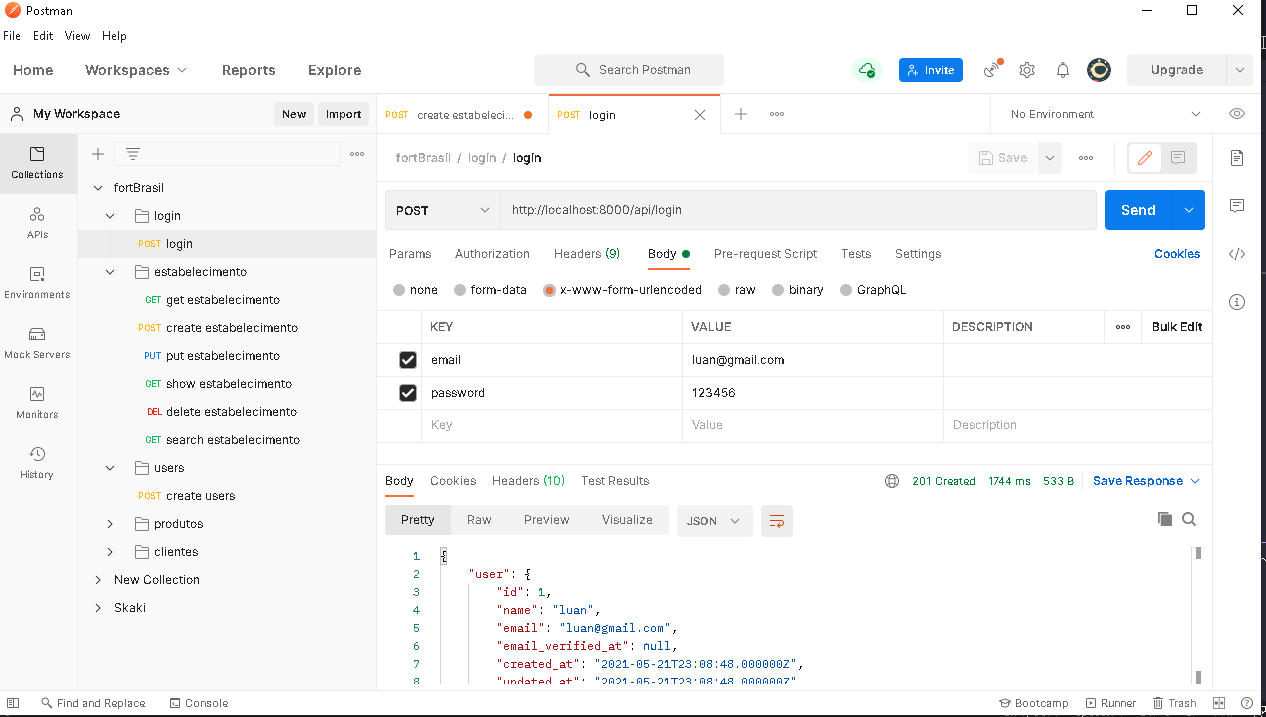 Postman
File Edit View Help
Home Workspaces Reports Explore Search Postman Invite Upgrade
My Workspace New Import POST create estabeleci... POST login No Environment
fortBrasil / login / login Save
Collections
APIs
Environments
Mock Servers
Monitors
History
fortBrasil
login
POST login
estabelecimento
GET get estabelecimento
POST create estabelecimento
PUT put estabelecimento
GET show estabelecimento
DEL delete estabelecimento
GET search estabelecimento
users
POST create users
produtos
clientes
New Collection
Skaki
POST http://localhost:8000/api/login Send
Params Authorization Headers (9) Body Pre-request Script Tests Settings Cookies
none form-data x-www-form-urlencoded raw binary GraphQL
KEY VALUE DESCRIPTION Bulk Edit
email luan@gmail.com
password 123456
Key Value Description
Body Cookies Headers (10) Test Results 201 Created 1744 ms 533 B Save Response
Pretty Raw Preview Visualize JSON
1 {
2 "user": {
3 "id": 1,
4 "name": "luan",
5 "email": "luan@gmail.com",
6 "email_verified_at": null,
7 "created_at": "2021-05-21T23:08:48.000000Z",
8 "updated_at": "2021-05-21T23:08:48.000000Z"
Find and Replace Console Bootcamp Runner Trash